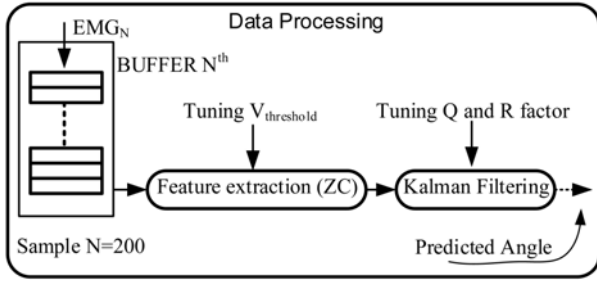 Data Processing
EMG_N
BUFFER N^th
Tuning V_threshold
Tuning Q and R factor
Feature extraction (ZC)
Kalman Filtering
Sample N=200
Predicted Angle